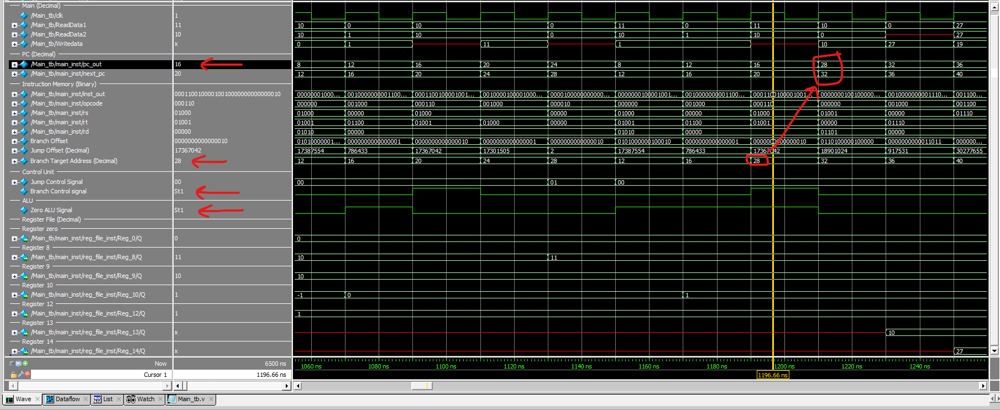 Main (Decimal)
/Main_tb/clk 1
/Main_tb/ReadData1 11 10 0 10 0 11 0 11 10 0 27
/Main_tb/ReadData2 10 10 1 10 0 10 1 10 0 27
/Main_tb/Writedata x 0 1 11 1 10 27 19
PC (Decimal)
/Main_tb/main_inst/pc_out 16 8 12 16 20 24 8 12 16 28 32 36
/Main_tb/main_inst/next_pc 20 12 16 20 24 28 12 16 20 32 36 40
Instruction Memory (Binary)
/Main_tb/main_inst/inst_out 00011001000010010000000000000010 00000001000... 0010000000001100... 0001100100001001... 0010000100001000... 0000100000000000... 0000000100001001... 0010000000001100... 0001100100001001... 0000000100100000... 0010000000001110... 001100...
/Main_tb/main_inst/opcode 000110 000000 001000 000110 001000 000010 000000 001000 000110 000000 001000 001100
/Main_tb/main_inst/rs 01000 01000 00000 01000 00000 01000 00000 01000 01001 00000 01110
/Main_tb/main_inst/rt 01001 01001 01100 01001 01000 00000 01001 01100 01001 00000 01110
/Main_tb/main_inst/rd 00000 01010 00000 01010 00000 01101 00000
Branch Offset 0000000000000010 01010000001... 0000000000000001 0000000000000010 0000000000000001 0000000000000010 0101000000100010 0000000000000001 0000000000000010 0110100000100000 0000000000011011 000000...
Jump Offset (Decimal) 17367042 17387554 786433 17367042 17301505 2 17387554 786433 17367042 18901024 917531 30277655
Branch Target Address (Decimal) 28 12 16 20 24 28 12 16 28 32 36 40
Control Unit
Jump Control Signal 00 00 01 00
Branch Control signal St1
ALU
Zero ALU Signal St1
Register File (Decimal)
Register zero
/Main_tb/main_inst/reg_file_inst/Reg_0/Q 0 0
Register 8
/Main_tb/main_inst/reg_file_inst/Reg_8/Q 11 10 11
Register 9
/Main_tb/main_inst/reg_file_inst/Reg_9/Q 10 10
Register 10
/Main_tb/main_inst/reg_file_inst/Reg_10/Q 1 -1 0 1
Register 12
/Main_tb/main_inst/reg_file_inst/Reg_12/Q 1 1
Register 13
/Main_tb/main_inst/reg_file_inst/Reg_13/Q x 10
Register 14
/Main_tb/main_inst/reg_file_inst/Reg_14/Q x 27
Now 6500 ns 1060 ns 1080 ns 1100 ns 1120 ns 1140 ns 1160 ns 1180 ns 1200 ns 1220 ns 1240 ns
Cursor 1 1196.66 ns 1196.66 ns
Wave Dataflow List Watch Main_tb.v